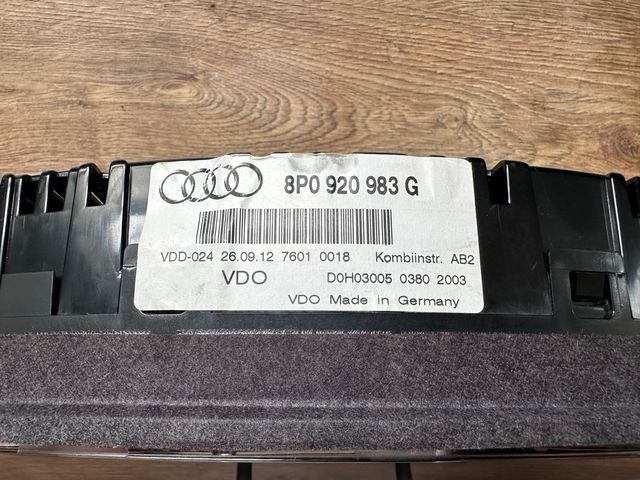 8P0 920 983 G
VDD-024 26.09.12 7601 0018 Kombiinstr. AB2
VDO D0H03005 0380 2003
VDO Made in Germany